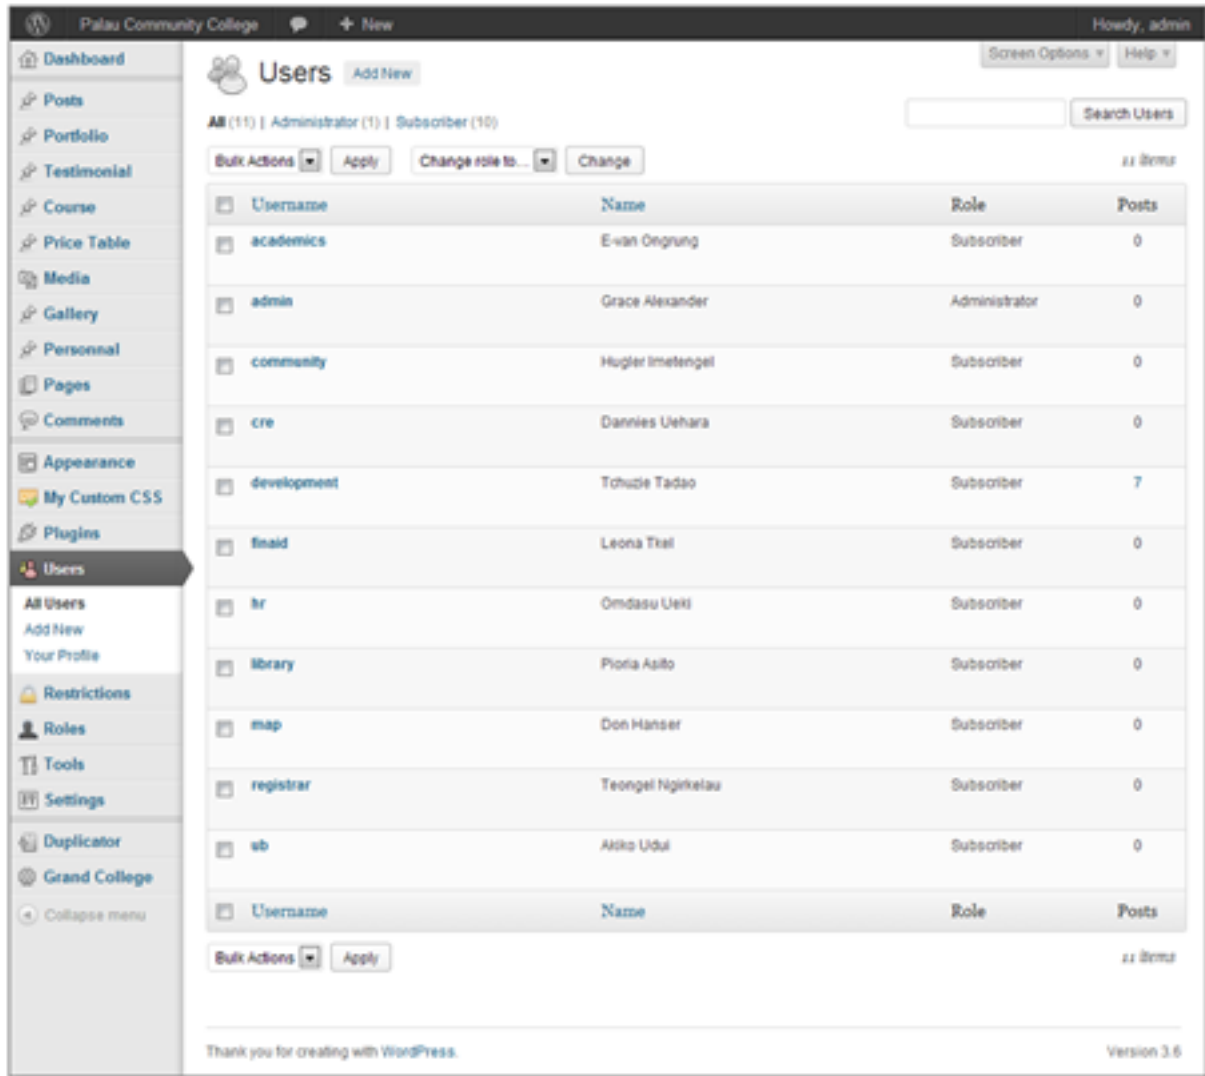 Palau Community College + New Howdy, admin
Screen Options Help
Dashboard
Posts
Portfolio
Testimonial
Course
Price Table
Media
Gallery
Personnal
Pages
Comments
Appearance
My Custom CSS
Plugins
Users
All Users
Add New
Your Profile
Restrictions
Roles
Tools
Settings
Duplicator
Grand College
Collapse menu
Users Add New
All (11) | Administrator (1) | Subscriber (10)
Search Users
Bulk Actions Apply Change role to... Change 11 items
Username Name Role Posts
academics E-van Ongrung Subscriber 0
admin Grace Alexander Administrator 0
community Hugler Imetengel Subscriber 0
cre Dannies Uehara Subscriber 0
development Tchuzie Tadao Subscriber 7
finaid Leona Tkel Subscriber 0
hr Omdasu Ueki Subscriber 0
library Pioria Asito Subscriber 0
map Don Hanser Subscriber 0
registrar Teongel Ngirkelau Subscriber 0
ub Akiko Udui Subscriber 0
Username Name Role Posts
Bulk Actions Apply 11 items
Thank you for creating with WordPress. Version 3.6